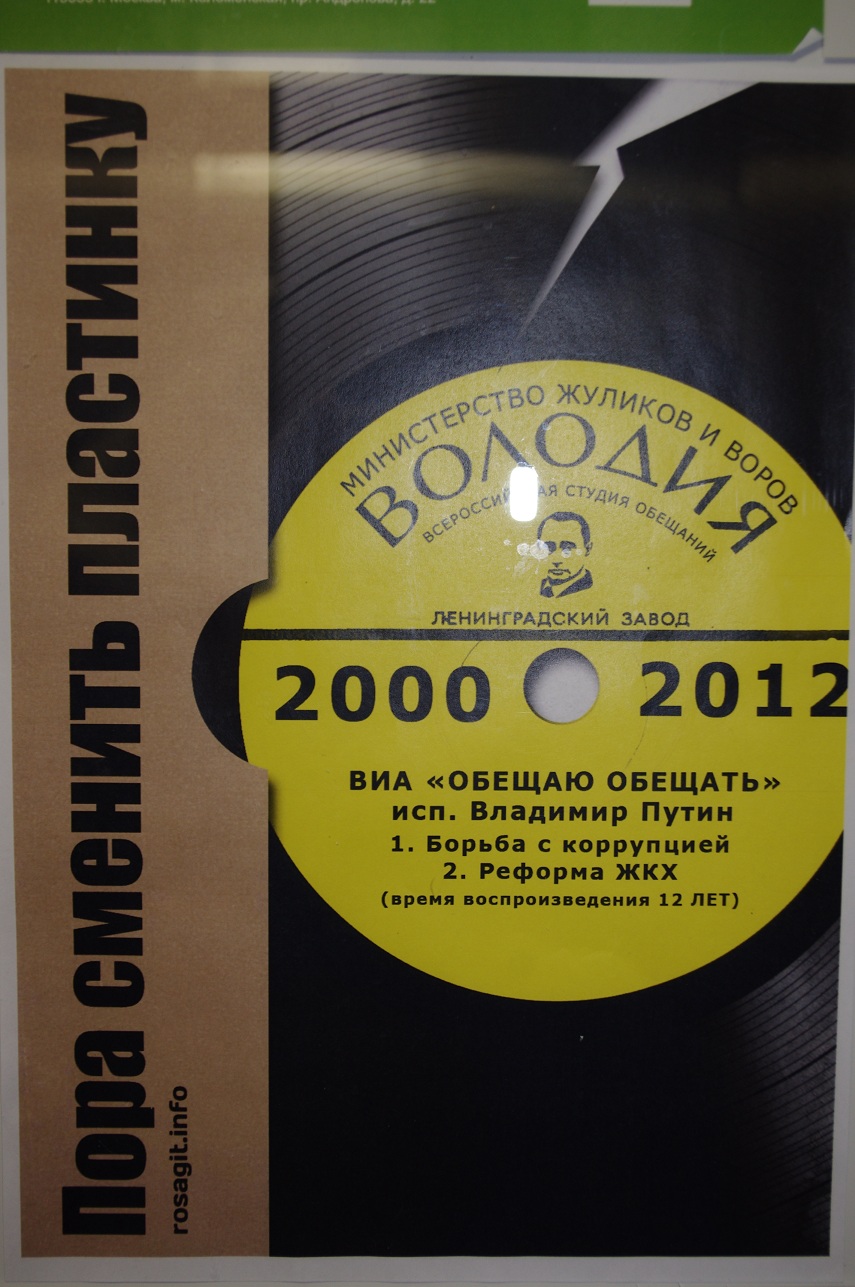 Пора сменить пластинку
rosagit.info
МИНИСТЕРСТВО ЖУЛИКОВ И ВОРОВ
ВОЛОДИЯ
СТУДИЯ ОБЕЩАНИЙ
ЛЕНИНГРАДСКИЙ ЗАВОД
2000 2012
ВИА «ОБЕЩАЮ ОБЕЩАТЬ»
исп. Владимир Путин
1. Борьба с коррупцией
2. Реформа ЖКХ
(время воспроизведения 12 ЛЕТ)